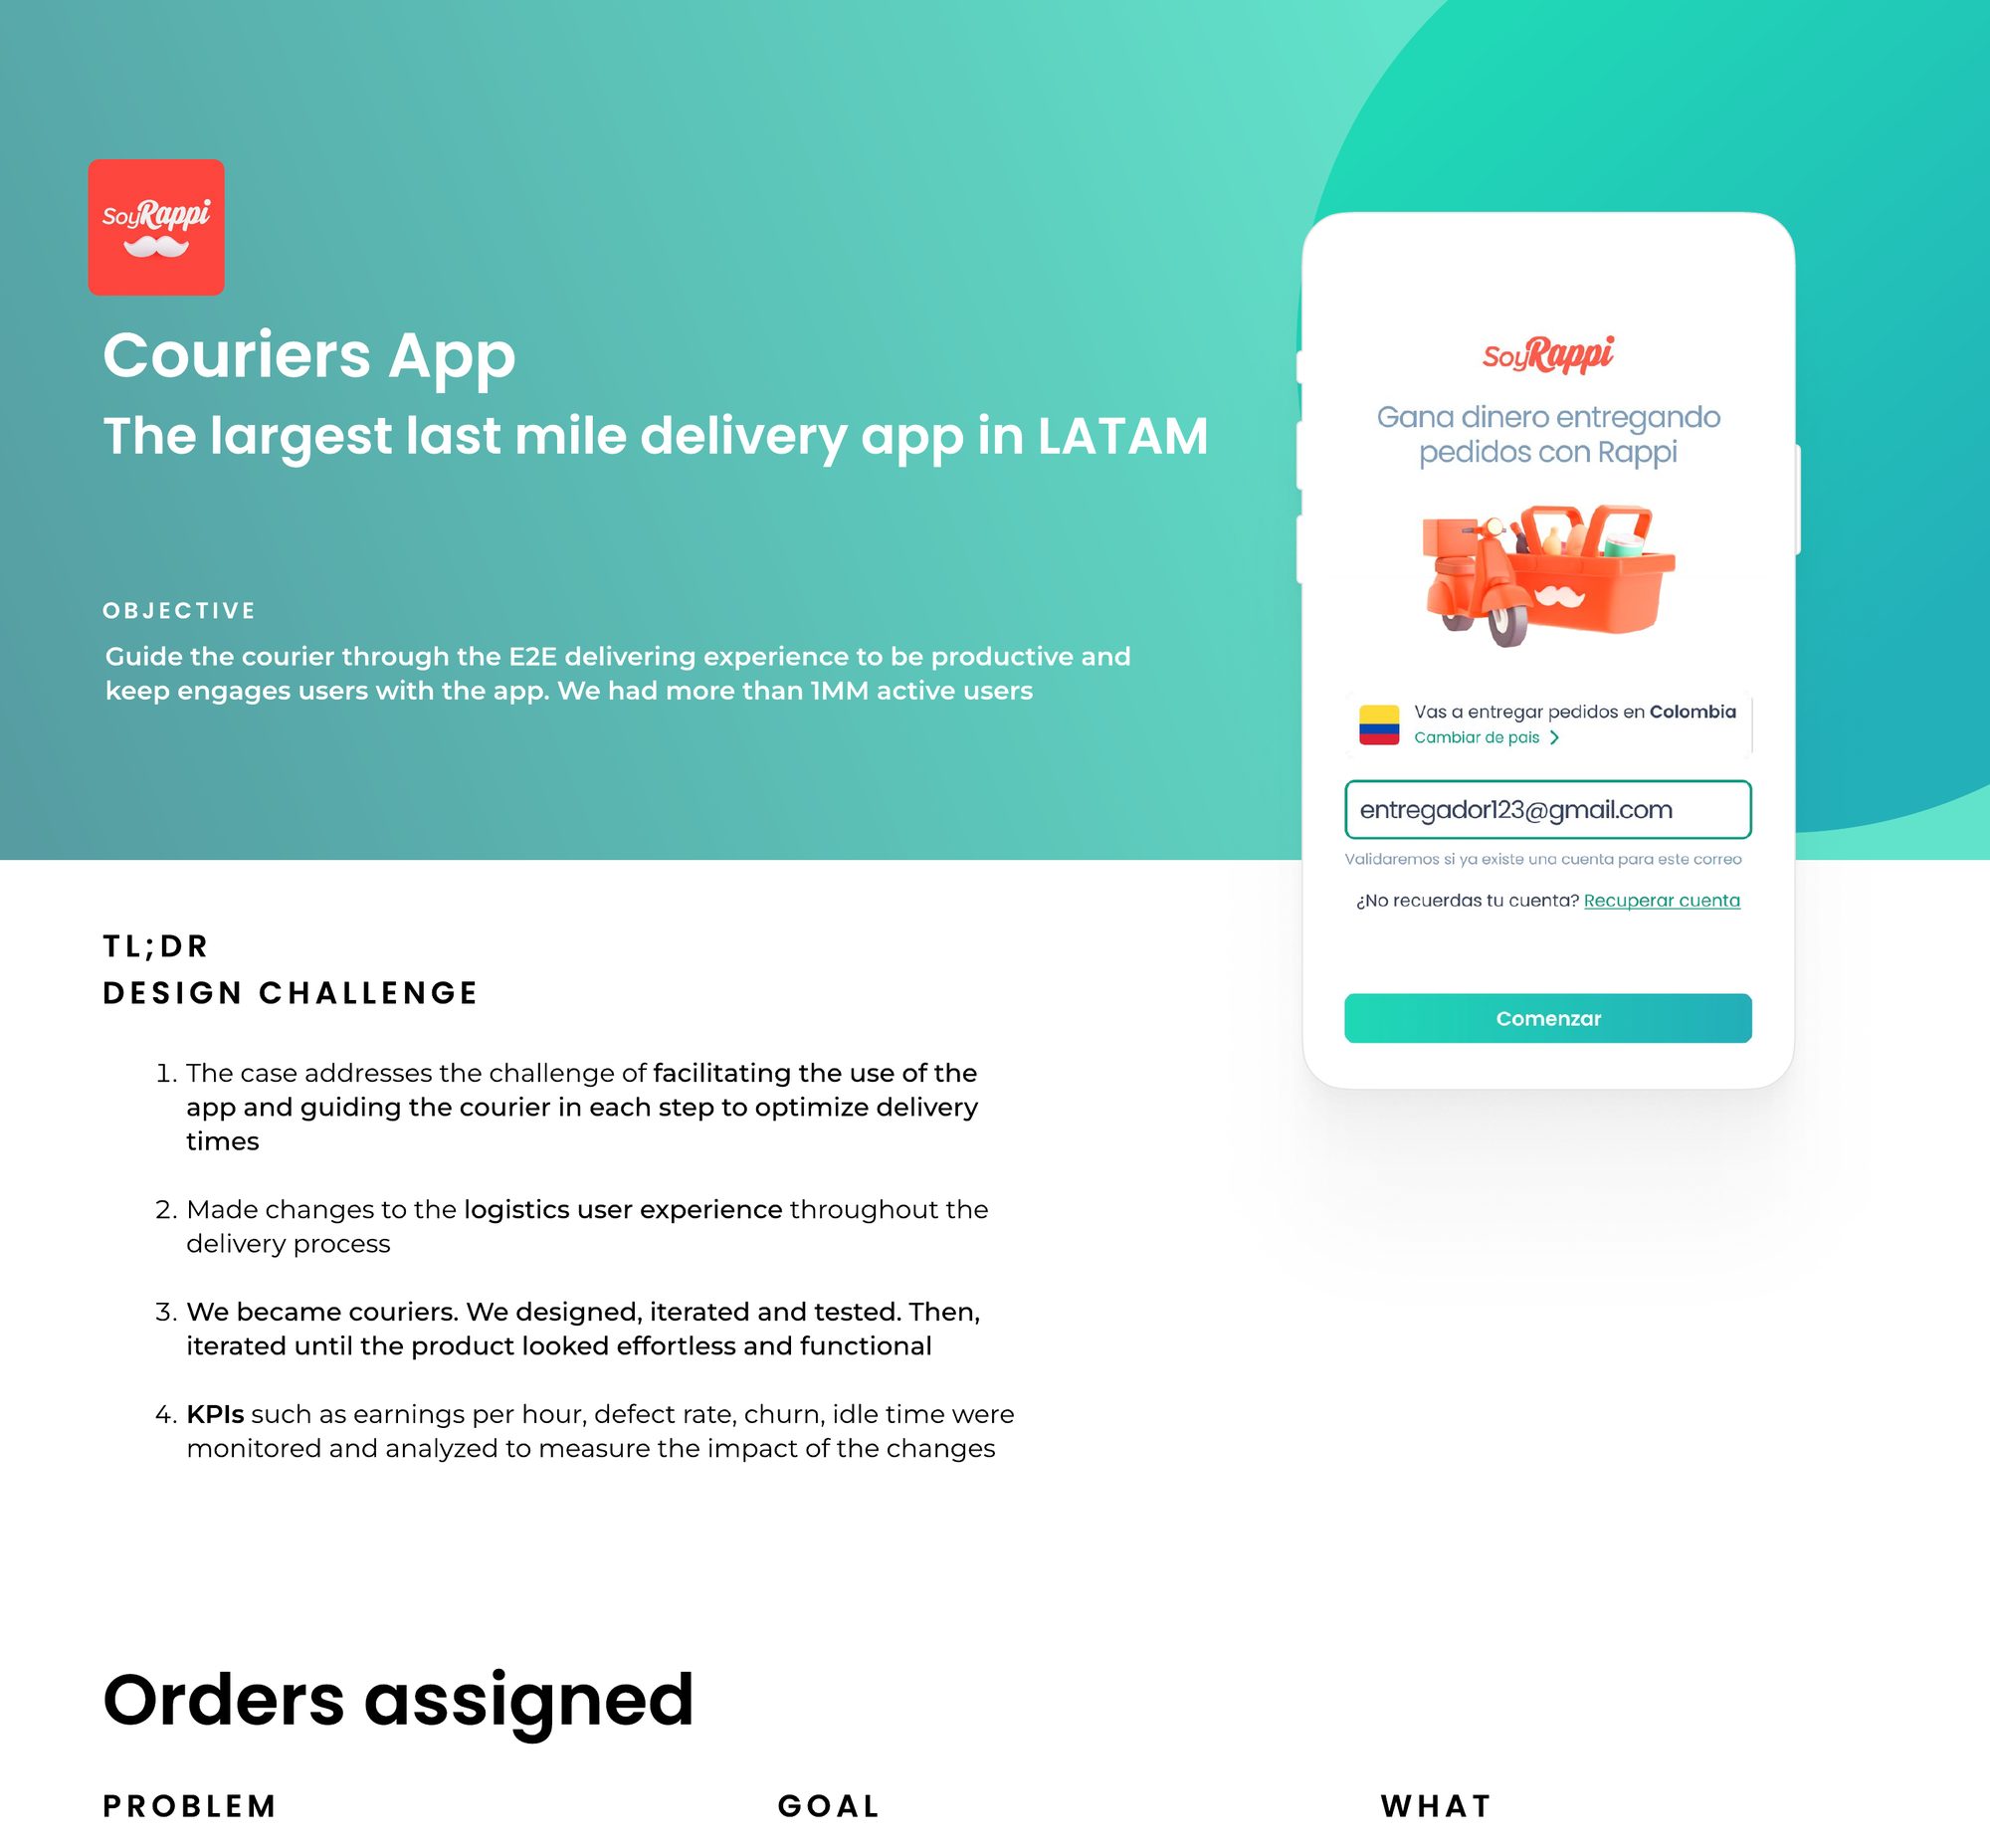 SoyRappi
Couriers App
The largest last mile delivery app in LATAM
OBJECTIVE
Guide the courier through the E2E delivering experience to be productive and
keep engages users with the app. We had more than 1MM active users
SoyRappi
Gana dinero entregando
pedidos con Rappi
Vas a entregar pedidos en Colombia
Cambiar de pais
entregador123@gmail.com
Validaremos si ya existe una cuenta para este correo
¿No recuerdas tu cuenta? Recuperar cuenta
Comenzar
TL;DR
DESIGN CHALLENGE
1. The case addresses the challenge of facilitating the use of the
app and guiding the courier in each step to optimize delivery
times
2. Made changes to the logistics user experience throughout the
delivery process
3. We became couriers. We designed, iterated and tested. Then,
iterated until the product looked effortless and functional
4. KPIs such as earnings per hour, defect rate, churn, idle time were
monitored and analyzed to measure the impact of the changes
Orders assigned
PROBLEM
GOAL
WHAT